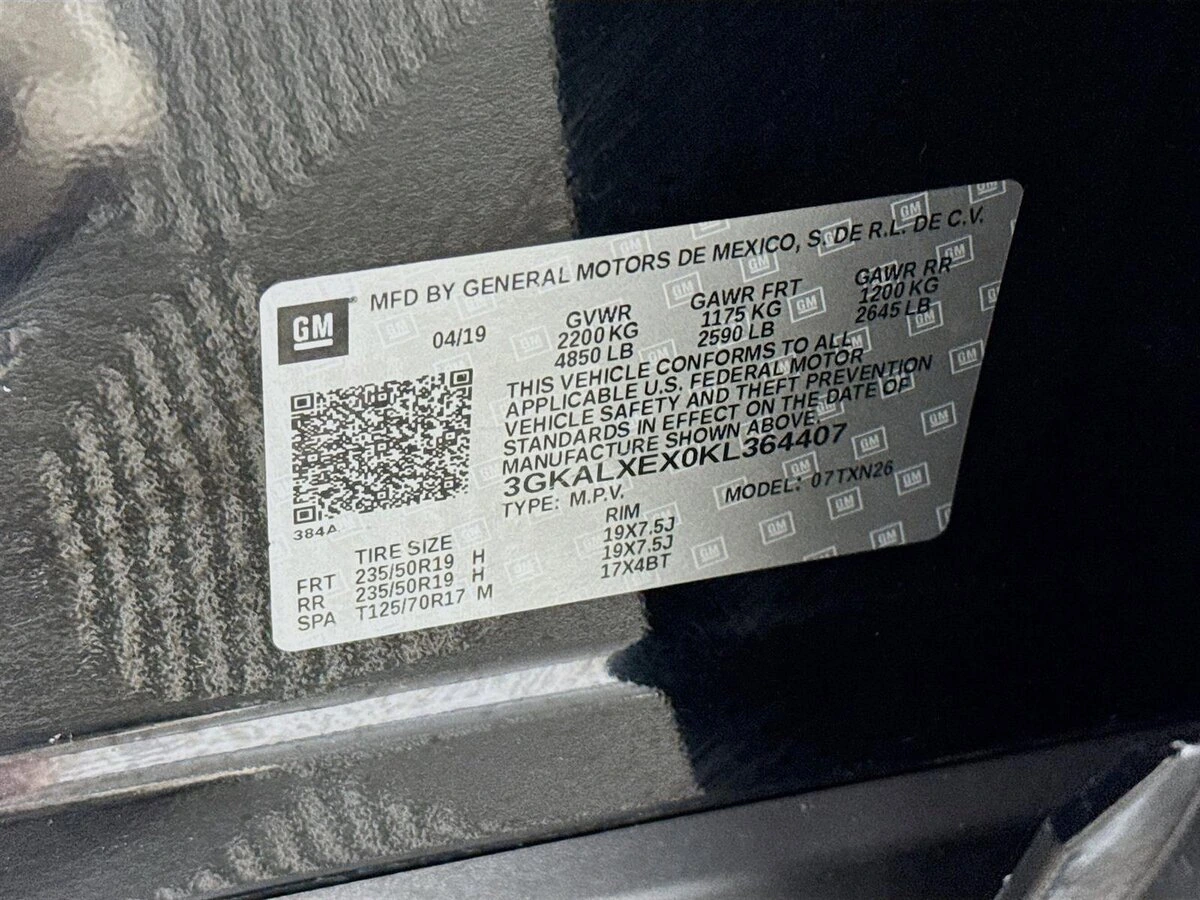 GM
MFD BY GENERAL MOTORS DE MEXICO, S. DE R.L. DE C.V.
04/19
GVWR GAWR FRT GAWR RR
2200 KG 1175 KG 1200 KG
4850 LB 2590 LB 2645 LB
THIS VEHICLE CONFORMS TO ALL
APPLICABLE U.S. FEDERAL MOTOR
VEHICLE SAFETY AND THEFT PREVENTION
STANDARDS IN EFFECT ON THE DATE OF
MANUFACTURE SHOWN ABOVE.
3GKALXEX0KL364407
TYPE: M.P.V. MODEL: 07TXN26
384A
TIRE SIZE RIM
FRT 235/50R19 H 19X7.5J
RR 235/50R19 H 19X7.5J
SPA T125/70R17 M 17X4BT